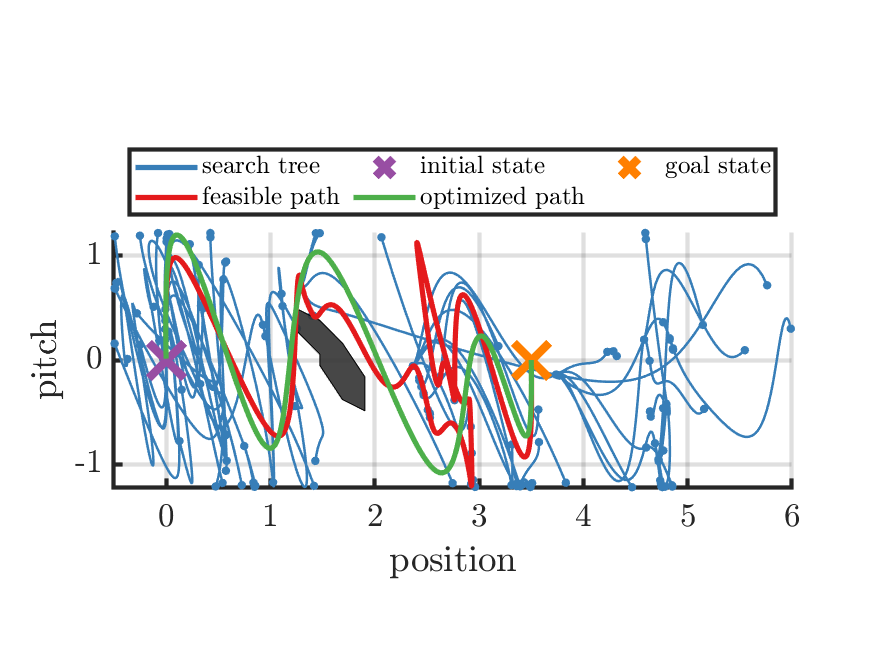 search tree initial state goal state
feasible path optimized path
1
0
-1
pitch
0 1 2 3 4 5 6
position